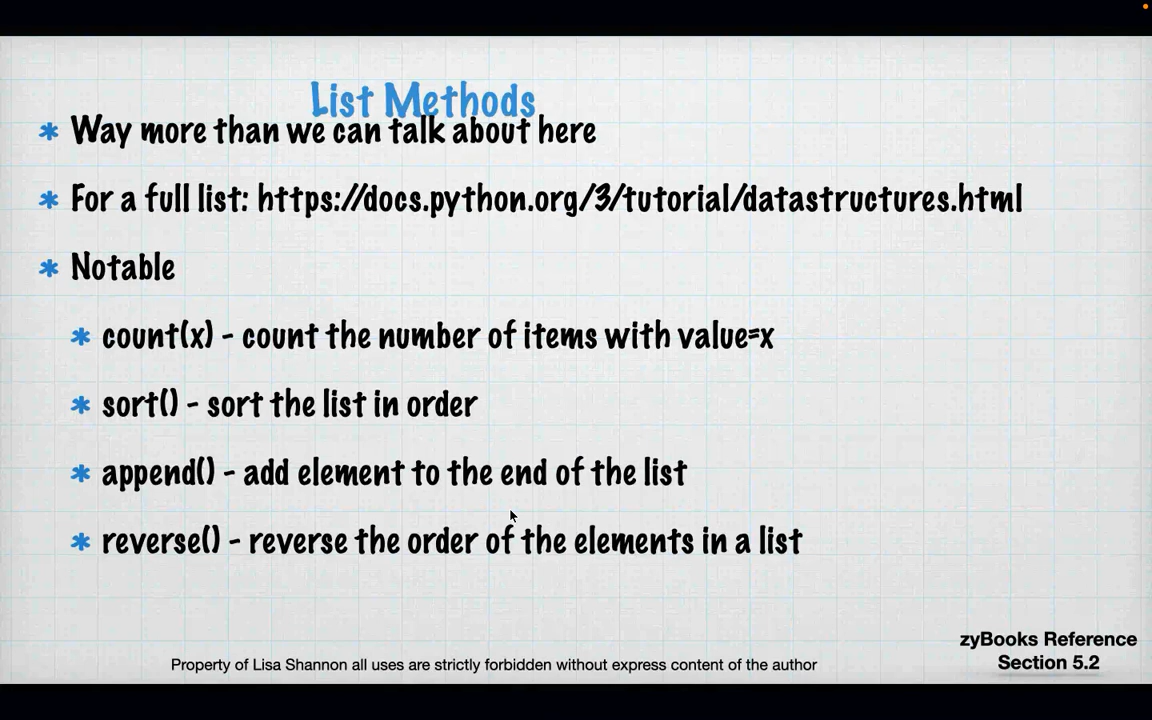 List Methods
* Way more than we can talk about here
* For a full list: https://docs.python.org/3/tutorial/datastructures.html
* Notable
* count(x) - count the number of items with value=x
* sort() - sort the list in order
* append() - add element to the end of the list
* reverse() - reverse the order of the elements in a list
zyBooks Reference
Section 5.2
Property of Lisa Shannon all uses are strictly forbidden without express content of the author